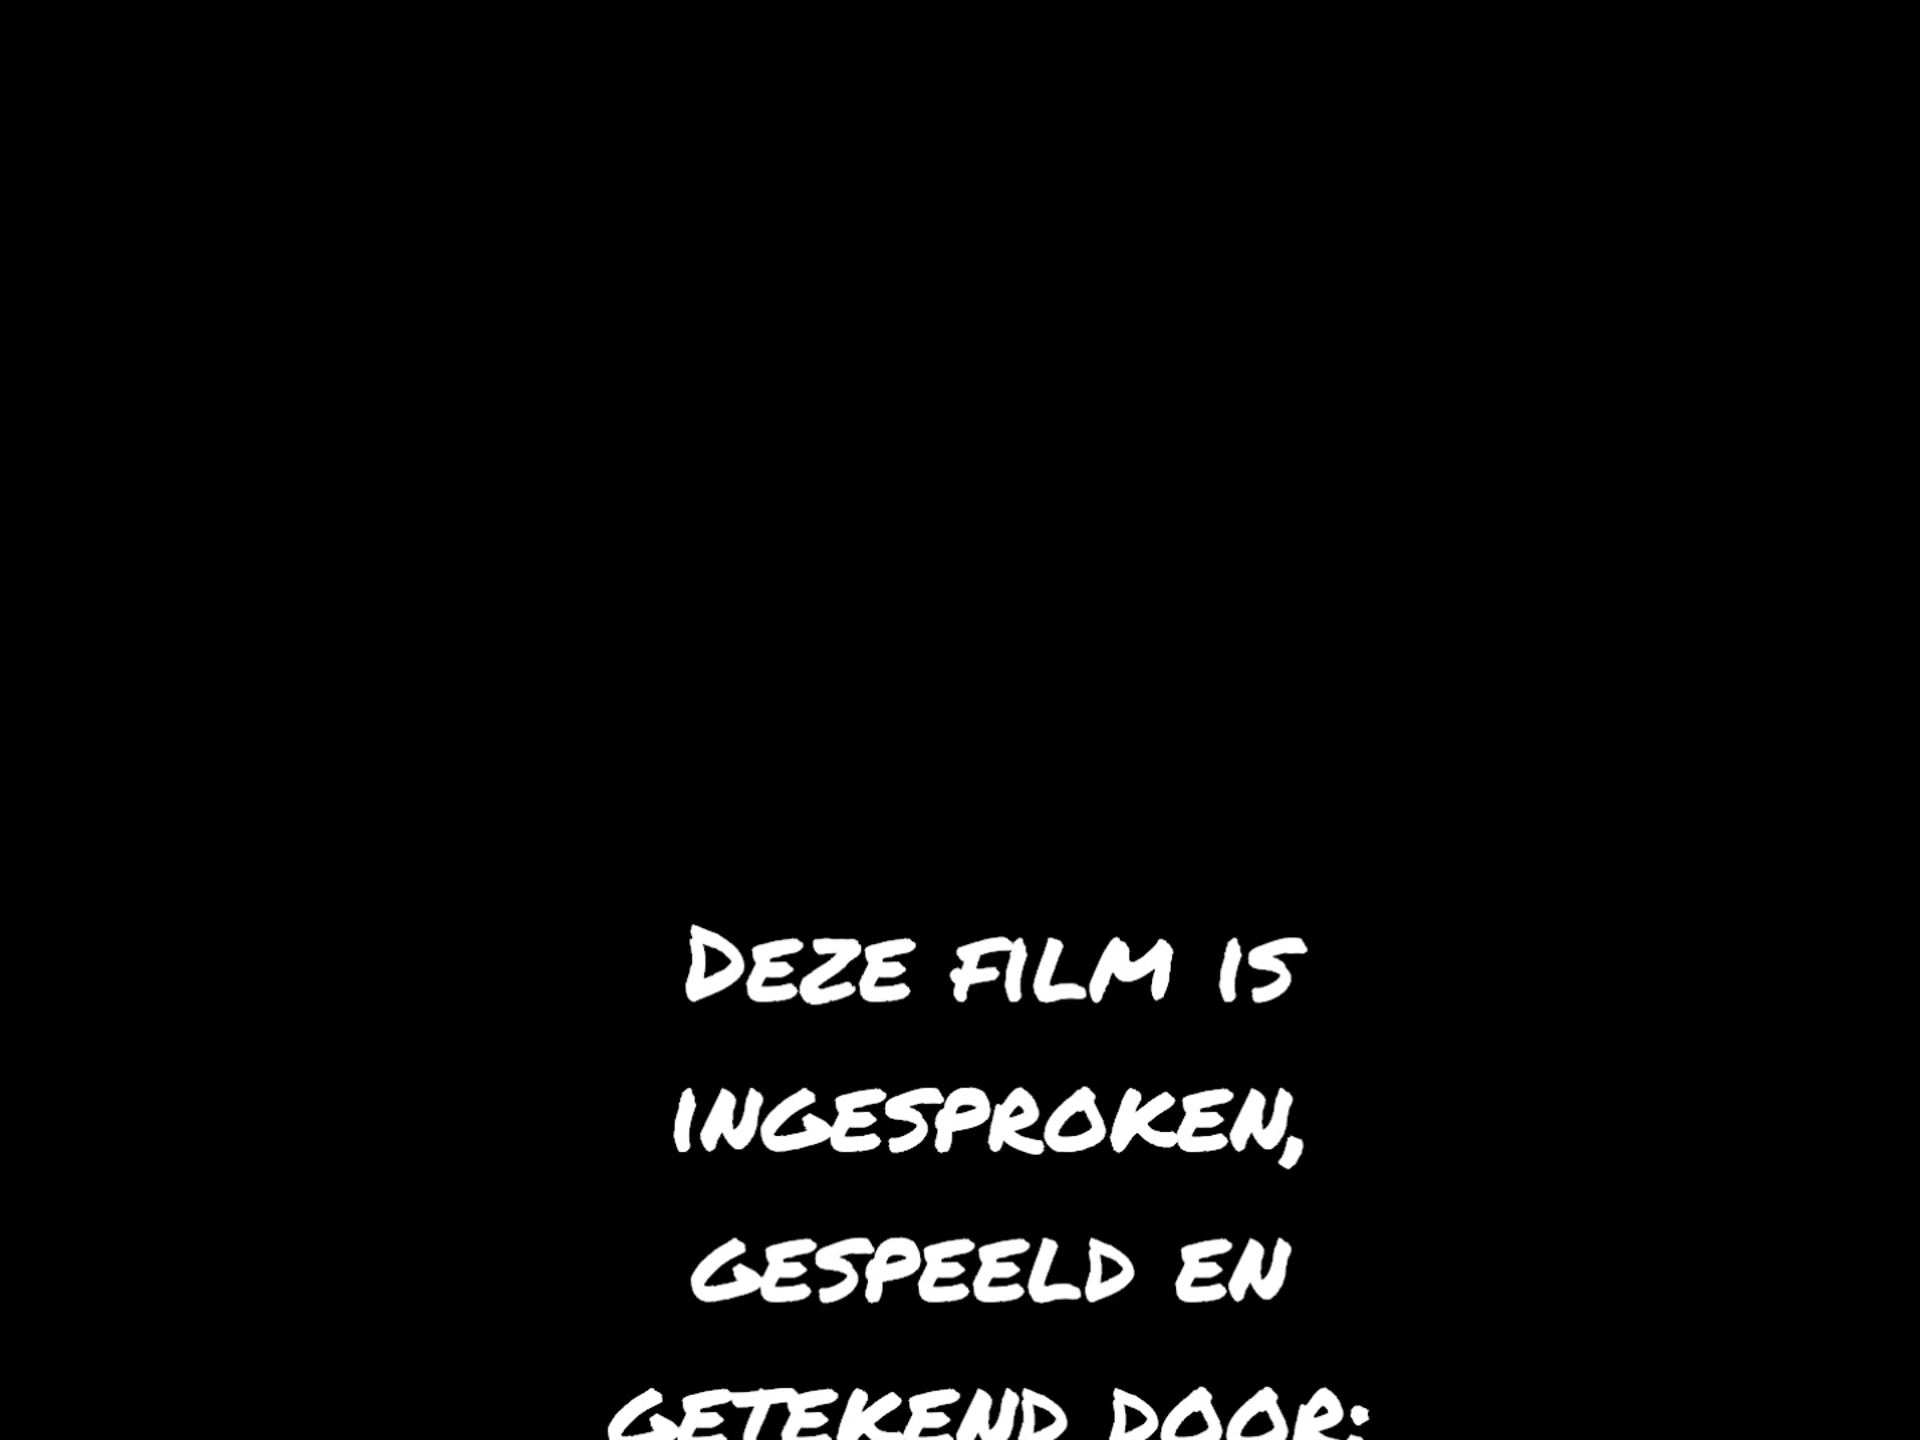 Deze film is
ingesproken,
gespeeld en
getekend door: